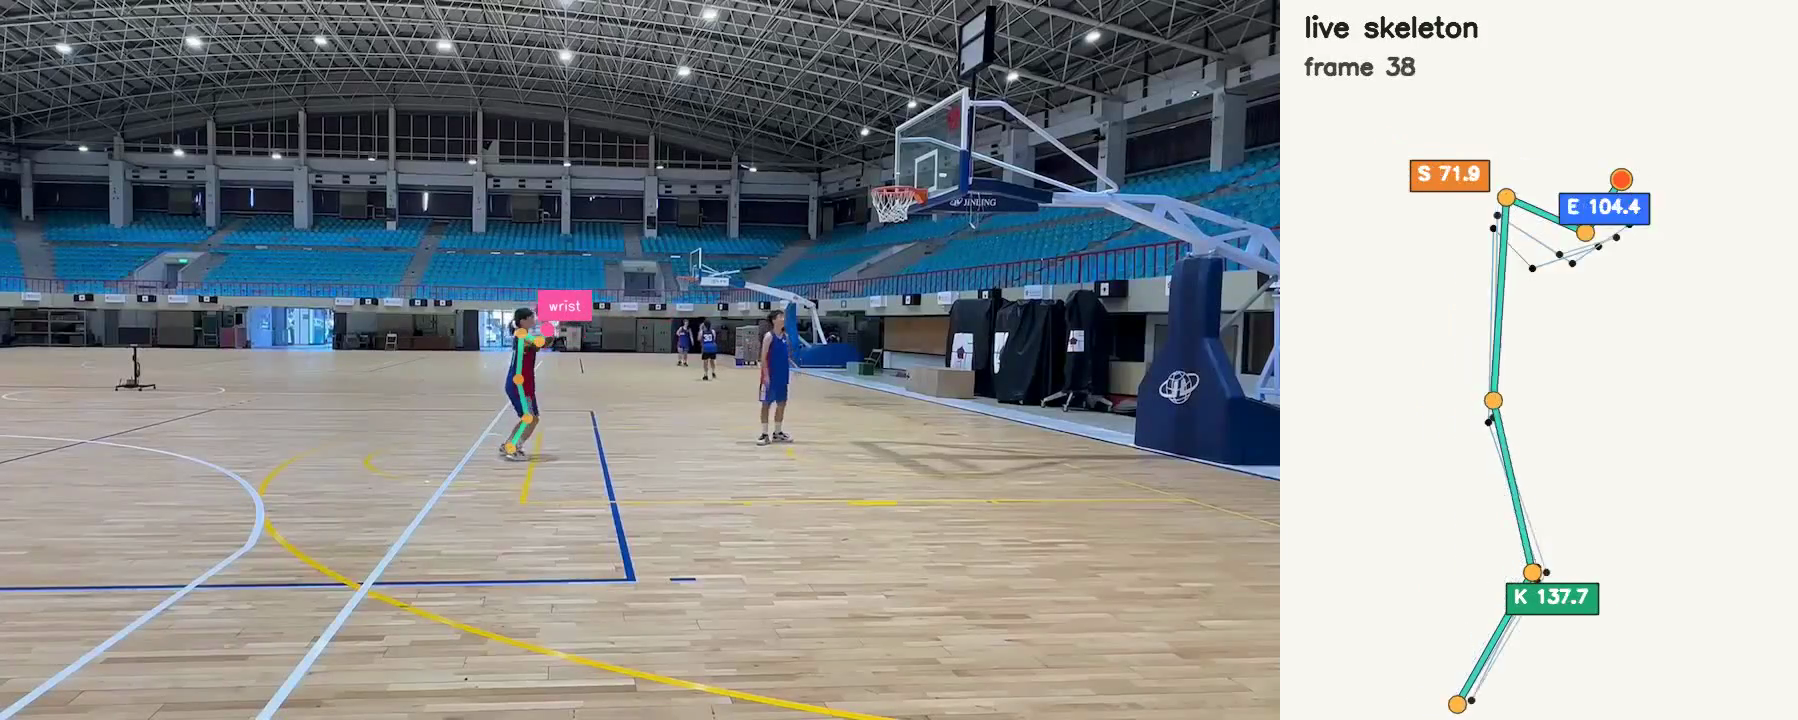 live skeleton
frame 38
S 71.9
E 104.4
K 137.7
wrist
JINLING
30